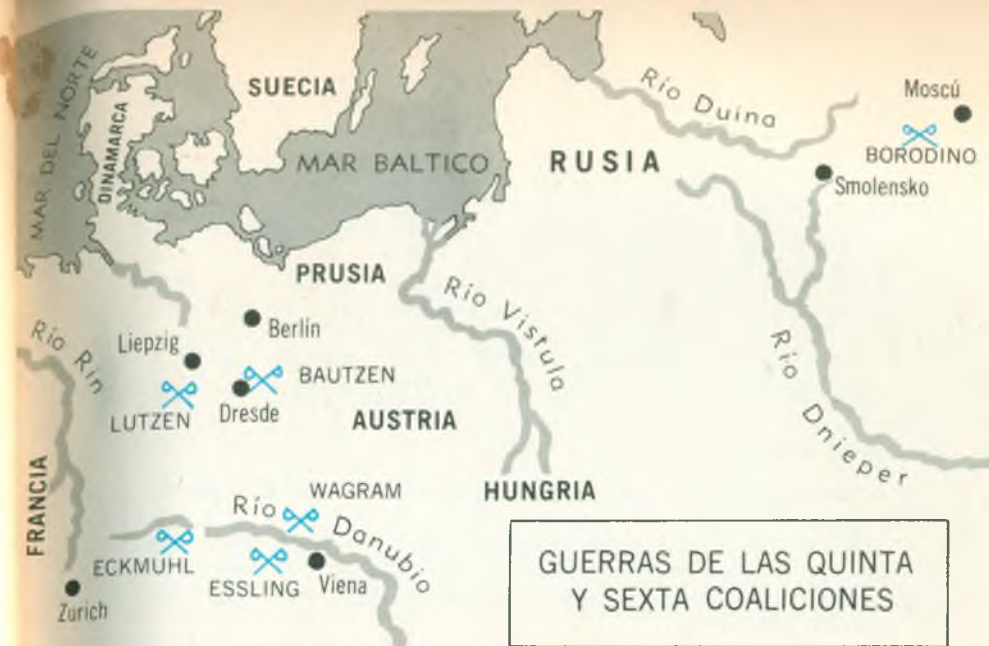 MAR DEL NORTE
DINAMARCA
SUECIA
MAR BALTICO
Río Duina
RUSIA
Moscú
BORODINO
Smolensko
PRUSIA
Río Vistula
Río Dnieper
Río Rin
Liepzig
Berlín
LUTZEN
Dresde
BAUTZEN
AUSTRIA
FRANCIA
HUNGRIA
WAGRAM
Río Danubio
ECKMUHL
ESSLING
Viena
Zurich
GUERRAS DE LAS QUINTA
Y SEXTA COALICIONES